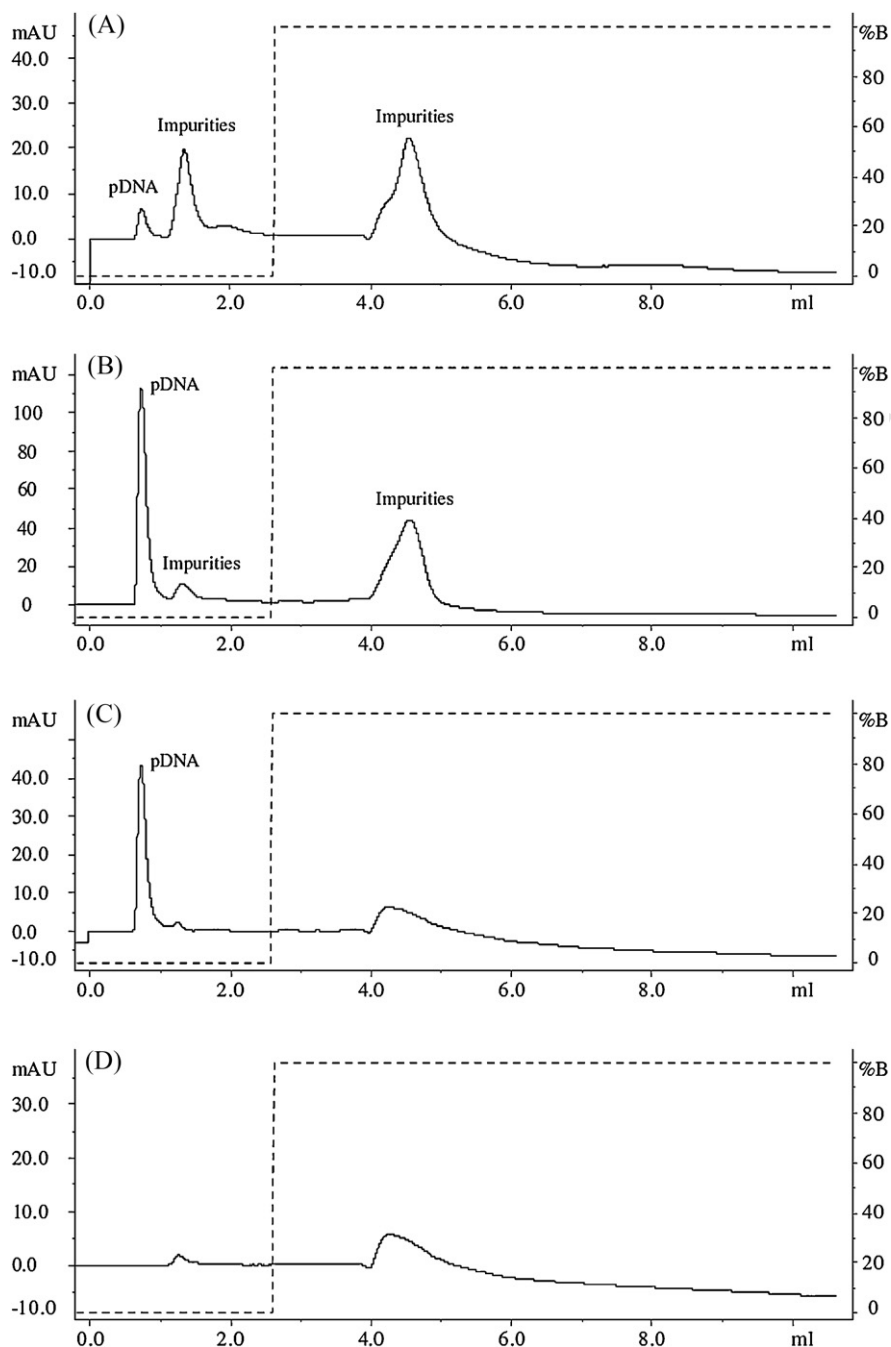 mAU (A) %B
40.0 80
30.0
Impurities Impurities
20.0 60
pDNA
10.0 40
0.0 20
-10.0 0
0.0 2.0 4.0 6.0 8.0 ml
mAU (B) %B
pDNA
100 80
80
60 60
Impurities
40 40
Impurities
20 20
0 0
0.0 2.0 4.0 6.0 8.0 ml
mAU (C) %B
pDNA
40.0 80
30.0 60
20.0
10.0 40
0.0 20
-10.0 0
0.0 2.0 4.0 6.0 8.0 ml
mAU (D) %B
30.0 80
20.0 60
10.0 40
0.0 20
-10.0 0
0.0 2.0 4.0 6.0 8.0 ml